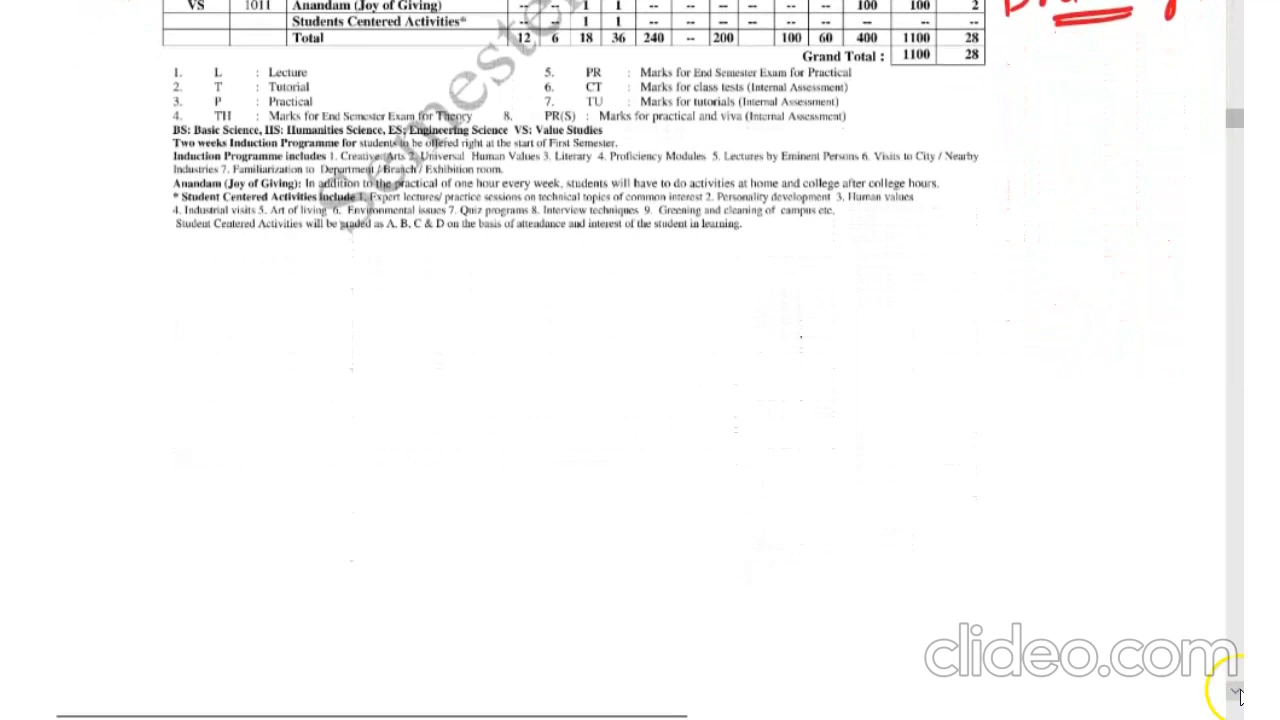 VS 1011 Anandam (Joy of Giving) -- -- 1 1 -- -- -- -- -- -- 100 100 2
Students Centered Activities* -- -- 1 1 -- -- -- -- -- -- -- -- --
Total 12 6 18 36 240 -- 200 100 60 400 1100 28
Grand Total : 1100 28
1. L : Lecture 5. PR : Marks for End Semester Exam for Practical
2. T : Tutorial 6. CT : Marks for class tests (Internal Assessment)
3. P : Practical 7. TU : Marks for tutorials (Internal Assessment)
4. TH : Marks for End Semester Exam for Theory 8. PR(S) : Marks for practical and viva (Internal Assessment)
BS: Basic Science, HS: Humanities Science, ES: Engineering Science VS: Value Studies
Two weeks Induction Programme for students to be offered right at the start of First Semester.
Induction Programme includes 1. Creative Arts 2. Universal Human Values 3. Literary 4. Proficiency Modules 5. Lectures by Eminent Persons 6. Visits to City / Nearby
Industries 7. Familiarization to Department / Branch / Exhibition room.
Anandam (Joy of Giving): In addition to the practical of one hour every week, students will have to do activities at home and college after college hours.
* Student Centered Activities include 1. Expert lectures/ practice sessions on technical topics of common interest 2. Personality development 3. Human values
4. Industrial visits 5. Art of living 6. Environmental issues 7. Quiz programs 8. Interview techniques 9. Greening and cleaning of campus etc.
Student Centered Activities will be graded as A, B, C & D on the basis of attendance and interest of the student in learning.
Semester
clideo.com